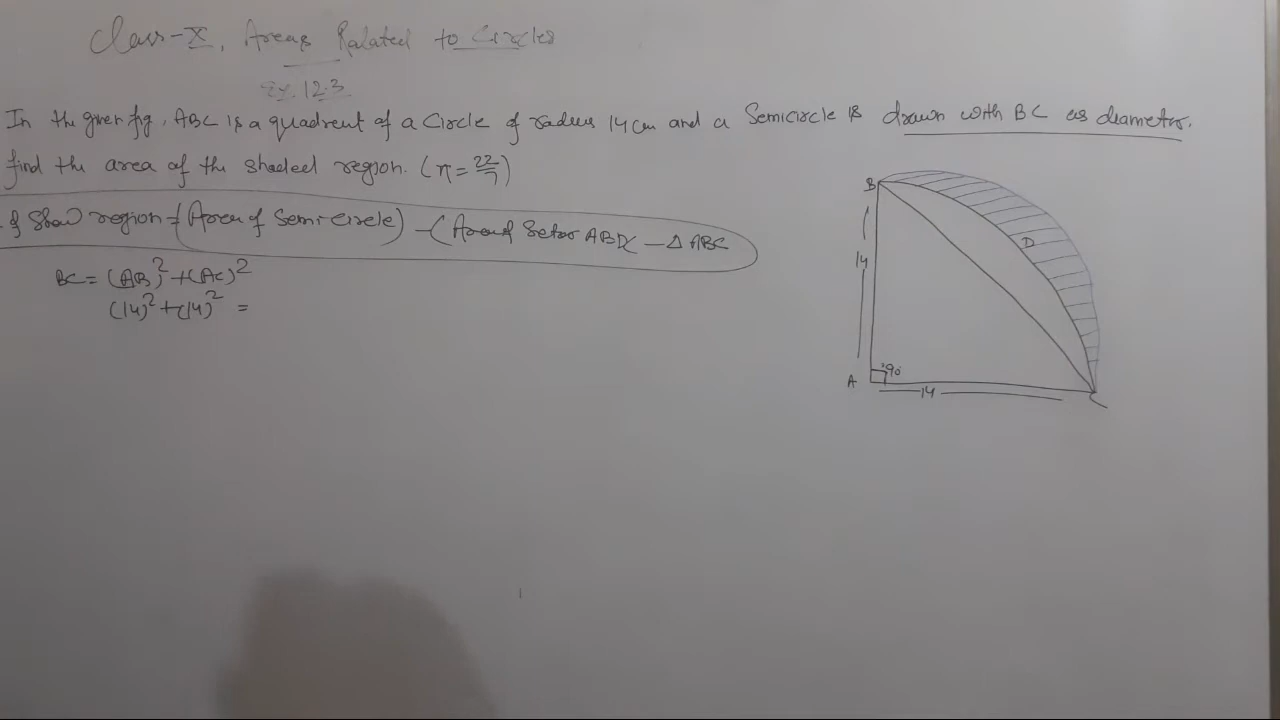 Class-X, Areas Ralated to Circles
Ex. 12.3
In the given fig, ABC is a quadrent of a Circle of radius 14 cm and a Semicircle is drawn with BC as diameter.
find the area of the shaded region. (π = 22/7)
of Shad region = (Area of Semicircle) - (Area of Sector ABDC - △ ABC
BC = (AB)² + (AC)²
(14)² + (14)² =
B
D
14
A
90
14
C